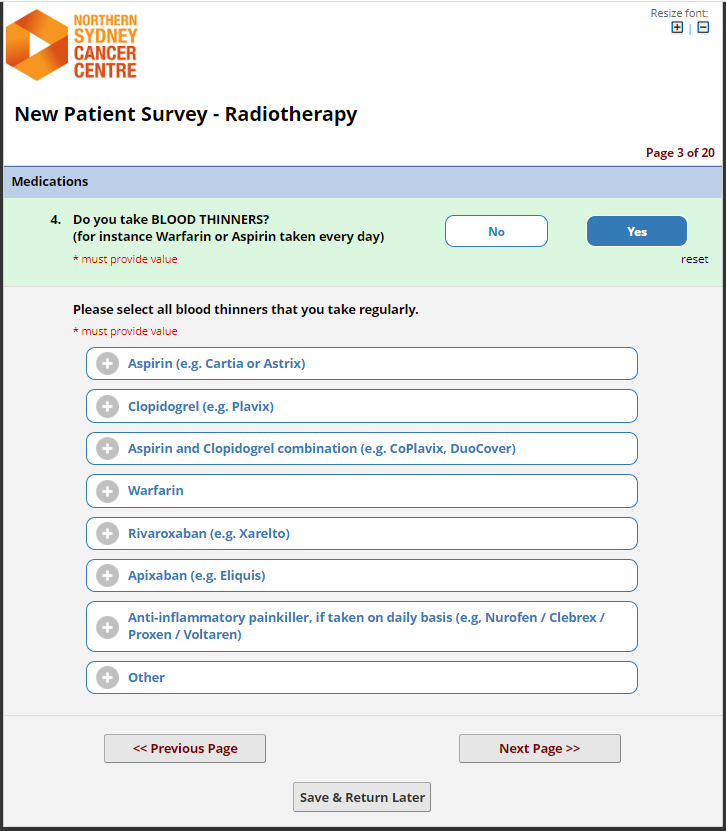 NORTHERN
SYDNEY
CANCER
CENTRE
Resize font:
|
New Patient Survey - Radiotherapy
Page 3 of 20
Medications
4. Do you take BLOOD THINNERS?
(for instance Warfarin or Aspirin taken every day)
* must provide value
No
Yes
reset
Please select all blood thinners that you take regularly.
* must provide value
Aspirin (e.g. Cartia or Astrix)
Clopidogrel (e.g. Plavix)
Aspirin and Clopidogrel combination (e.g. CoPlavix, DuoCover)
Warfarin
Rivaroxaban (e.g. Xarelto)
Apixaban (e.g. Eliquis)
Anti-inflammatory painkiller, if taken on daily basis (e.g, Nurofen / Clebrex /
Proxen / Voltaren)
Other
<< Previous Page
Next Page >>
Save & Return Later